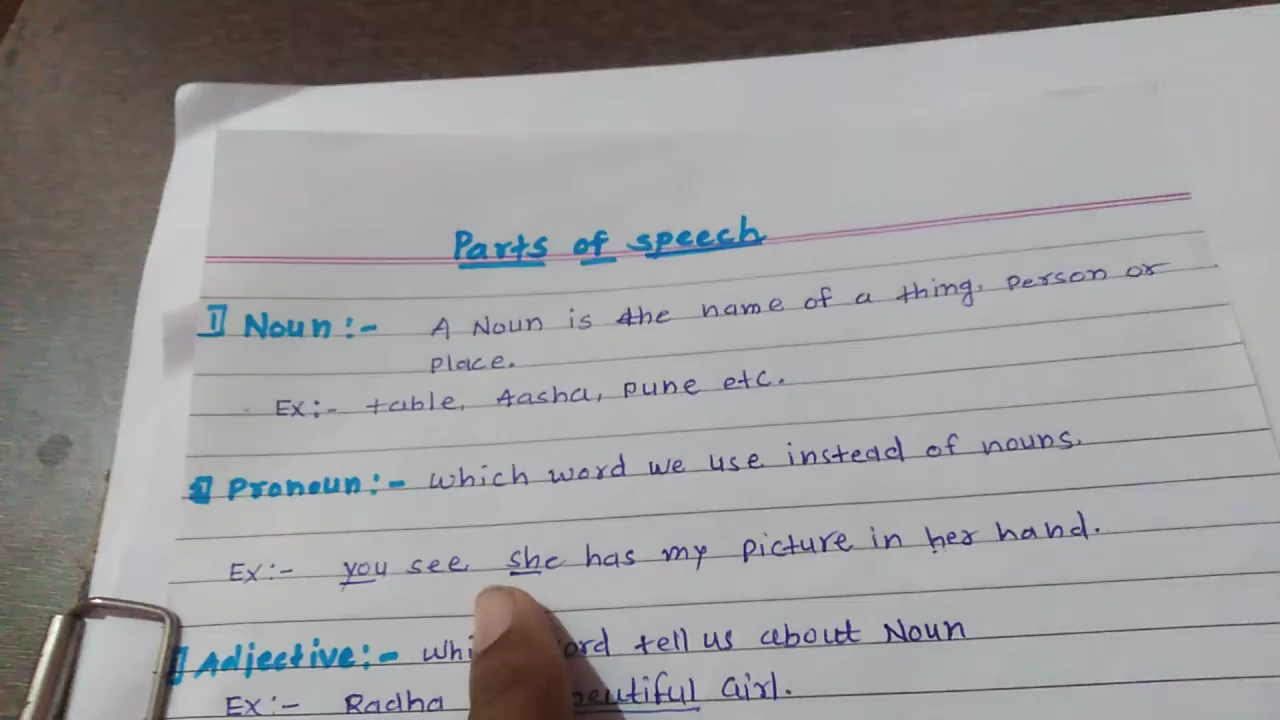 Parts of speech
1] Noun :- A Noun is the name of a thing. person or
place.
Ex :- table, Aasha, pune etc.
2] Pronoun :- which word we use instead of nouns.
Ex :- you see she has my picture in her hand.
] Adjective :- whi ord tell us about Noun
Ex :- Radha beutiful Girl.